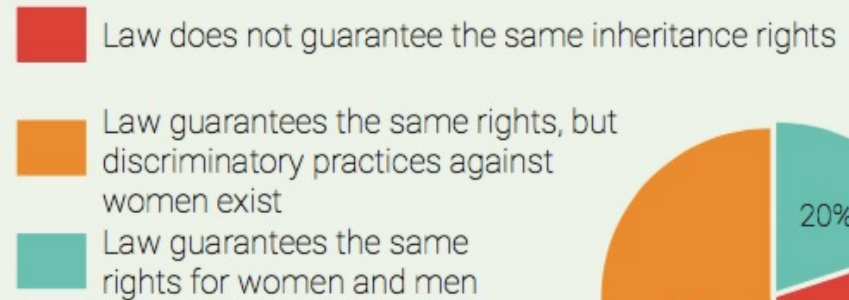 Law does not guarantee the same inheritance rights
Law guarantees the same rights, but
discriminatory practices against
women exist
Law guarantees the same
rights for women and men
20%